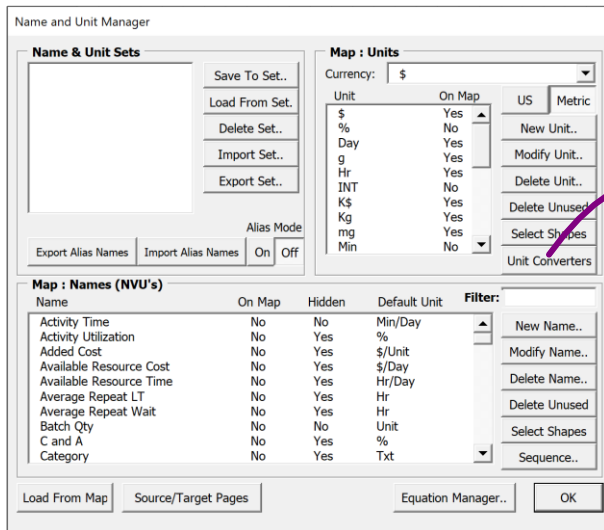 Name and Unit Manager
Name & Unit Sets
Save To Set..
Load From Set.
Delete Set..
Import Set..
Export Set..
Alias Mode
Export Alias Names Import Alias Names On Off
Map : Units
Currency: $
Unit On Map
$ Yes
% No
Day Yes
g Yes
Hr Yes
INT No
K$ Yes
Kg Yes
mg Yes
Min No
US Metric
New Unit..
Modify Unit..
Delete Unit..
Delete Unused
Select Shapes
Unit Converters
Map : Names (NVU's)
Name On Map Hidden Default Unit Filter:
Activity Time No No Min/Day
Activity Utilization No Yes %
Added Cost No Yes $/Unit
Available Resource Cost No Yes $/Day
Available Resource Time No Yes Hr/Day
Average Repeat LT No Yes Hr
Average Repeat Wait No Yes Hr
Batch Qty No No Unit
C and A No Yes %
Category No Yes Txt
New Name..
Modify Name..
Delete Name..
Delete Unused
Select Shapes
Sequence..
Load From Map Source/Target Pages Equation Manager.. OK